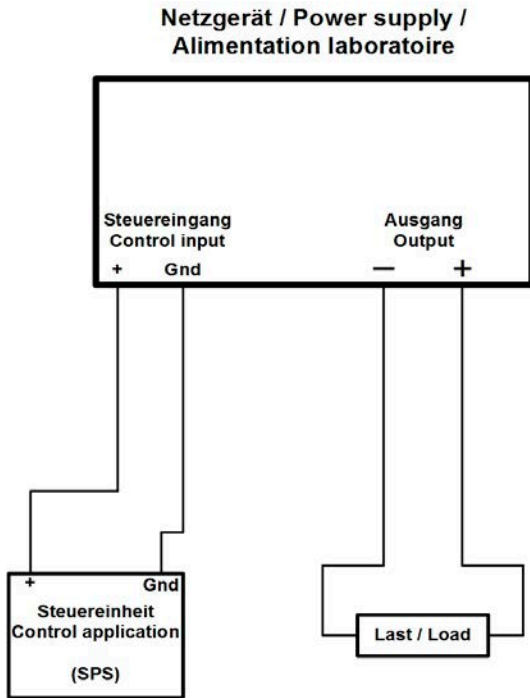 Netzgerät / Power supply /
Alimentation laboratoire
Steuereingang
Control input
+ Gnd
Ausgang
Output
— +
+ Gnd
Steuereinheit
Control application
(SPS)
Last / Load